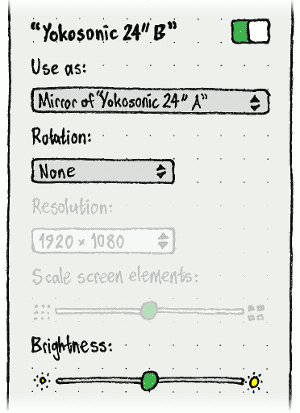 “Yokosonic 24” B”
Use as:
Mirror of “Yokosonic 24” A”
Rotation:
None
Resolution:
1920 × 1080
Scale screen elements:
Brightness: